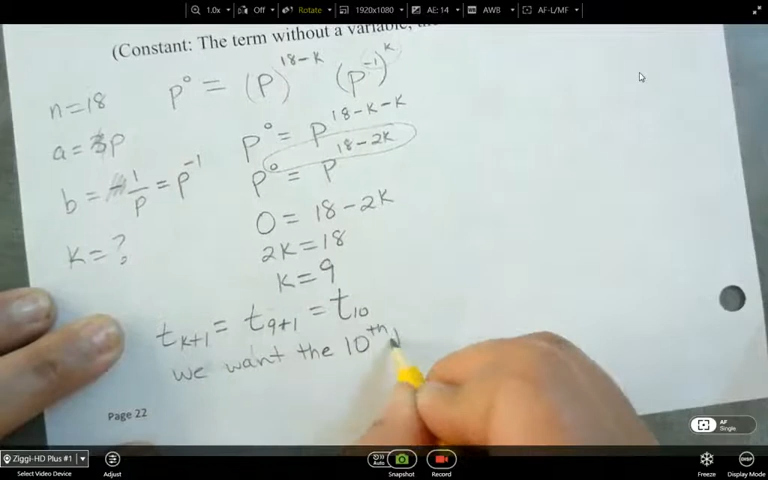 1.0x Off Rotate 1920x1080 AE: 14 AWB AF-L/MF
(Constant: The term without a variable,
n=18
p° = (p)^18-k (p^-1)^k
a=3p
p° = p^18-k-k
b = -1/p = p^-1
p° = p^18-2k
0 = 18-2k
k=?
2k=18
k=9
t_k+1 = t_9+1 = t_10
we want the 10th
Page 22
AF
Single
Ziggi-HD Plus #1
Select Video Device
Adjust
Auto
Snapshot
Record
Freeze
DISP
Display Mode